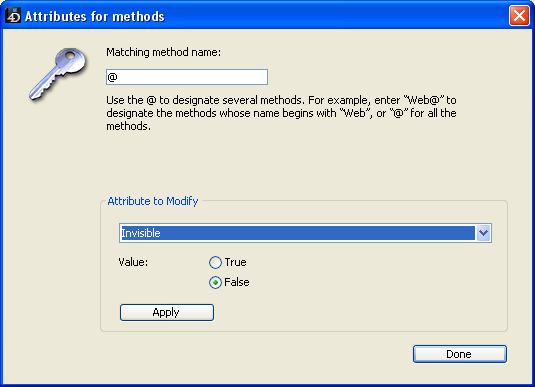 Attributes for methods
Matching method name:
@
Use the @ to designate several methods. For example, enter “Web@” to
designate the methods whose name begins with “Web”, or “@” for all the
methods.
Attribute to Modify
Invisible
Value:
True
False
Apply
Done